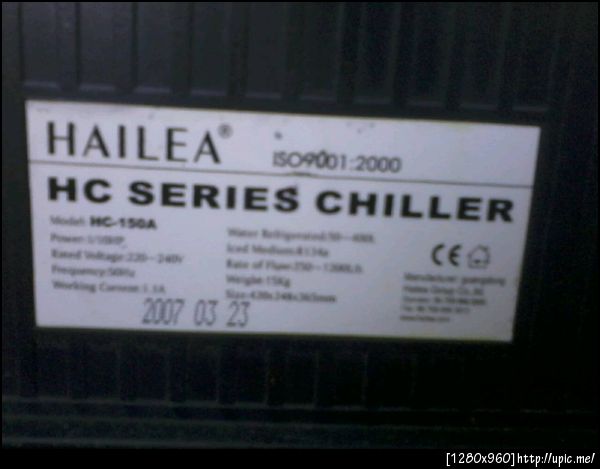 HAILEA® ISO9001:2000
HC SERIES CHILLER
Model: HC-150A
Power: 1/10HP
Rated Voltage: 220~240V
Frequency: 50Hz
Working Current: 1.1A
Water Refrigerated: 50~400L
Iced Medium: R134a
Rate of Flow: 250~1200L/h
Weight: 15Kg
Size:
CE
Manufacturer: guangdong
Hailea Group Co.
2007 03 23
[1280x960]http://upic.me/